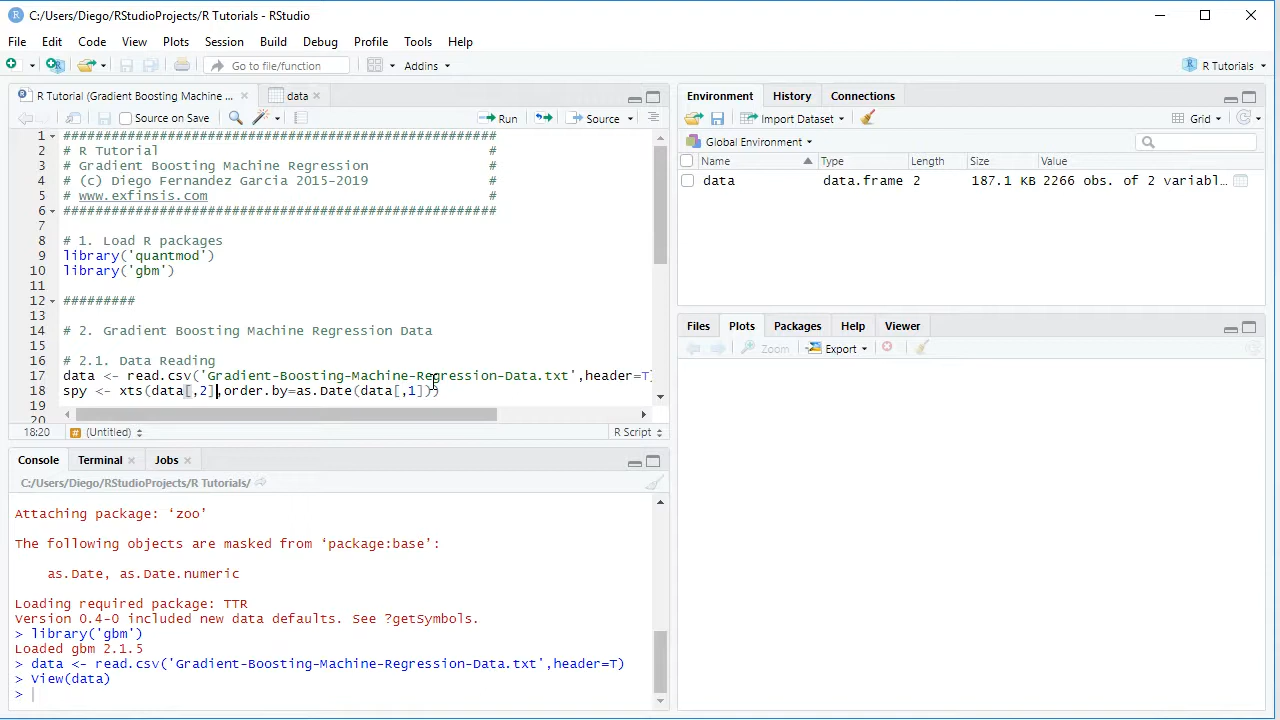 C:/Users/Diego/RStudioProjects/R Tutorials - RStudio
File Edit Code View Plots Session Build Debug Profile Tools Help
Go to file/function Addins R Tutorials
R Tutorial (Gradient Boosting Machine ... data
Source on Save Run Source
1 ######################################################
2 # R Tutorial #
3 # Gradient Boosting Machine Regression #
4 # (c) Diego Fernandez Garcia 2015-2019 #
5 # www.exfinsis.com #
6 ######################################################
7
8 # 1. Load R packages
9 library('quantmod')
10 library('gbm')
11
12 #########
13
14 # 2. Gradient Boosting Machine Regression Data
15
16 # 2.1. Data Reading
17 data <- read.csv('Gradient-Boosting-Machine-Regression-Data.txt',header=T)
18 spy <- xts(data[,2],order.by=as.Date(data[,1]))
19
20
18:20 (Untitled) R Script
Console Terminal Jobs
C:/Users/Diego/RStudioProjects/R Tutorials/
Attaching package: ‘zoo’
The following objects are masked from ‘package:base’:
as.Date, as.Date.numeric
Loading required package: TTR
Version 0.4-0 included new data defaults. See ?getSymbols.
> library('gbm')
Loaded gbm 2.1.5
> data <- read.csv('Gradient-Boosting-Machine-Regression-Data.txt',header=T)
> View(data)
>
Environment History Connections
Import Dataset Grid
Global Environment
Name Type Length Size Value
data data.frame 2 187.1 KB 2266 obs. of 2 variabl...
Files Plots Packages Help Viewer
Zoom Export